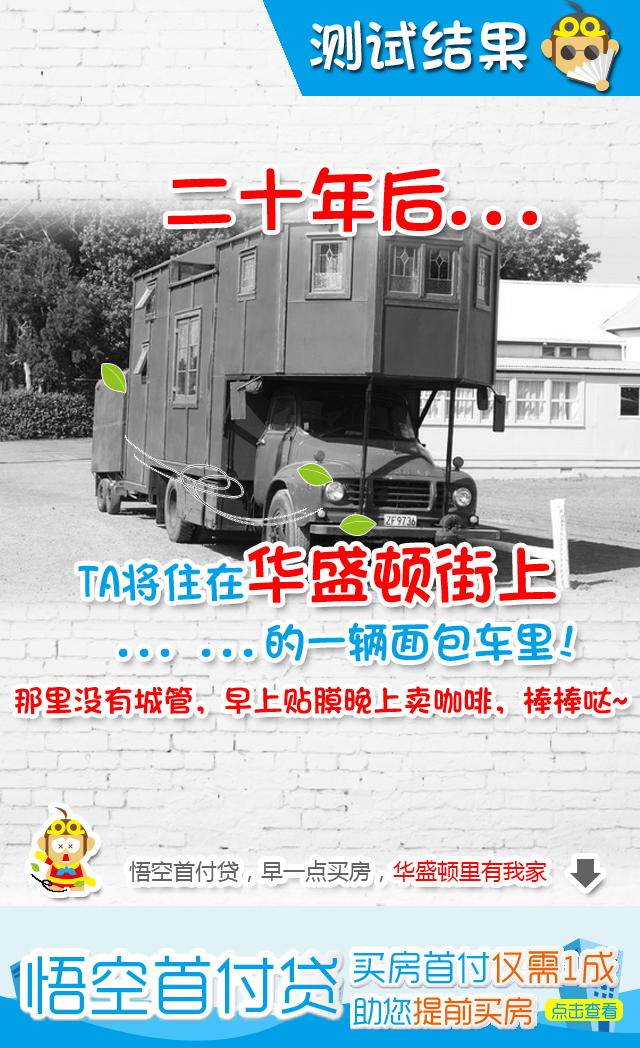 测试结果
二十年后...
ZF9736
TA将住在华盛顿街上
... ...的一辆面包车里!
那里没有城管，早上贴膜晚上卖咖啡，棒棒哒~
悟空首付贷，早一点买房，华盛顿里有我家
悟空首付贷
买房首付仅需1成
助您提前买房
点击查看